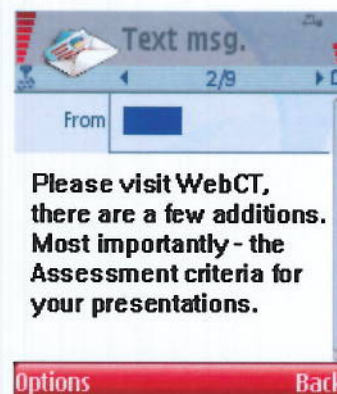 Text msg.
2/9
From
Please visit WebCT,
there are a few additions.
Most importantly - the
Assessment criteria for
your presentations.
Options Back